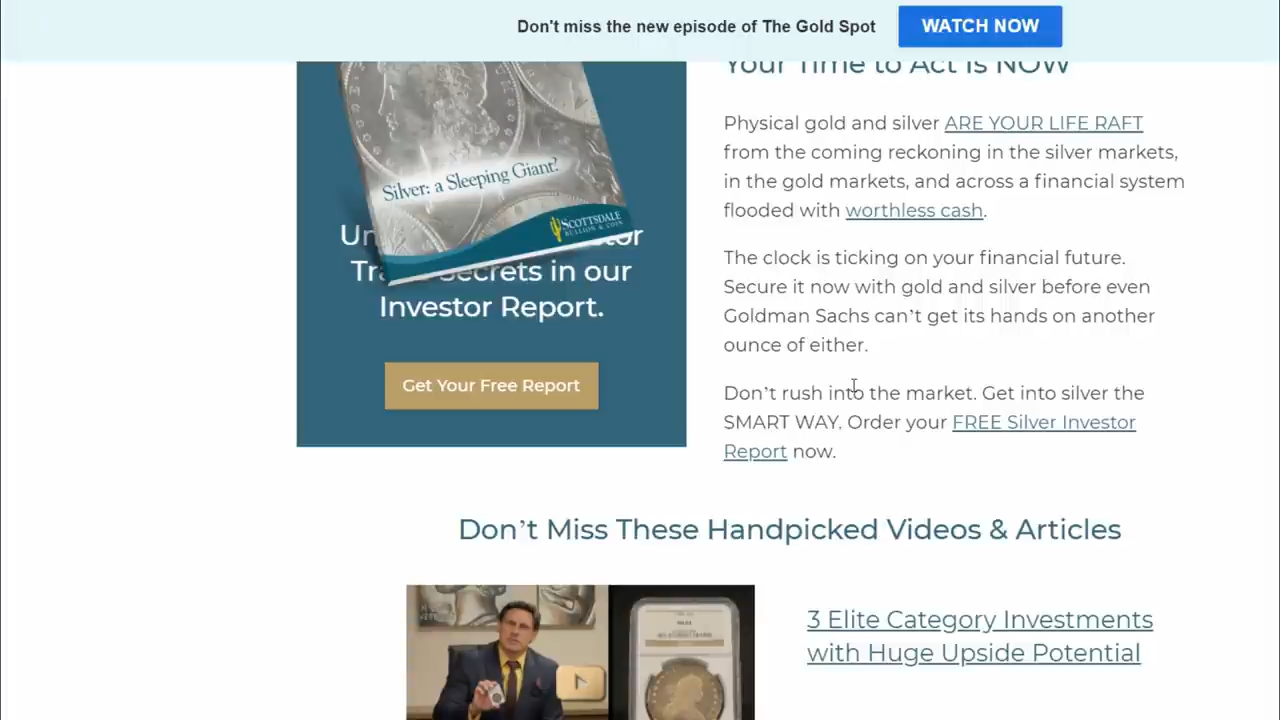 Don't miss the new episode of The Gold Spot
WATCH NOW
Silver: a Sleeping Giant?
SCOTTSDALE
BULLION & COIN
Secrets in our
Investor Report.
Get Your Free Report
Your Time to Act Is NOW
Physical gold and silver ARE YOUR LIFE RAFT
from the coming reckoning in the silver markets,
in the gold markets, and across a financial system
flooded with worthless cash.
The clock is ticking on your financial future.
Secure it now with gold and silver before even
Goldman Sachs can’t get its hands on another
ounce of either.
Don’t rush into the market. Get into silver the
SMART WAY. Order your FREE Silver Investor
Report now.
Don’t Miss These Handpicked Videos & Articles
3 Elite Category Investments
with Huge Upside Potential